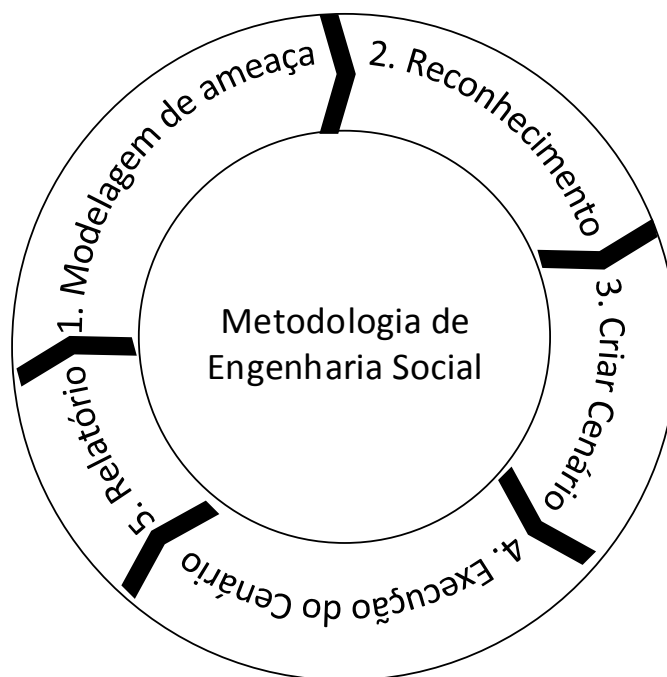 1. Modelagem de ameaça
2. Reconhecimento
3. Criar Cenário
4. Execução do Cenário
5. Relatório
Metodologia de
Engenharia Social